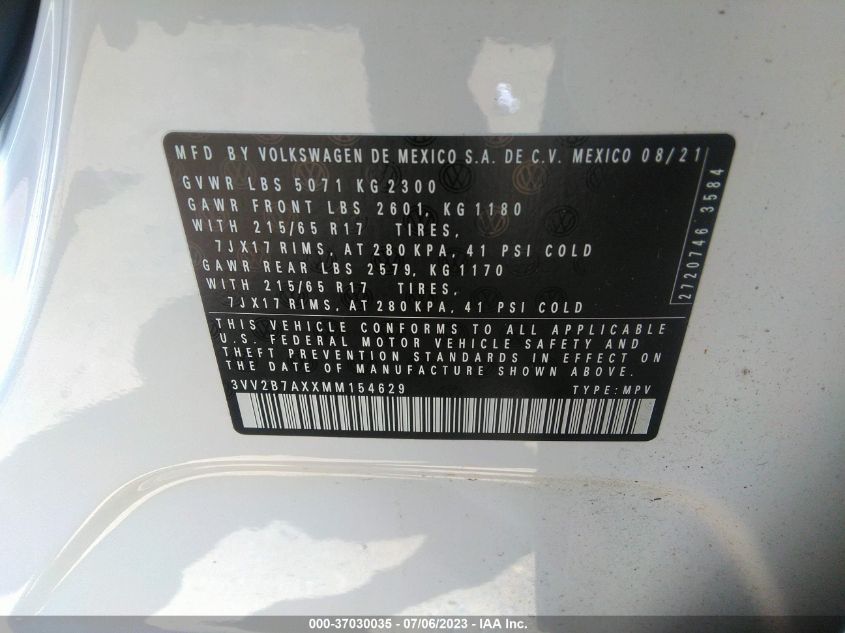 MFD BY VOLKSWAGEN DE MEXICO S.A. DE C.V. MEXICO 08/21
GVWR LBS 5071 KG 2300
GAWR FRONT LBS 2601, KG 1180
WITH 215/65 R17 TIRES,
7JX17 RIMS, AT 280 KPA, 41 PSI COLD
GAWR REAR LBS 2579, KG 1170
WITH 215/65 R17 TIRES,
7JX17 RIMS, AT 280 KPA, 41 PSI COLD
THIS VEHICLE CONFORMS TO ALL APPLICABLE
U.S. FEDERAL MOTOR VEHICLE SAFETY AND
THEFT PREVENTION STANDARDS IN EFFECT ON
THE DATE OF MANUFACTURE SHOWN ABOVE.
3VV2B7AXXMM154629 TYPE: MPV
2720746 3584
000-37030035 - 07/06/2023 - IAA Inc.